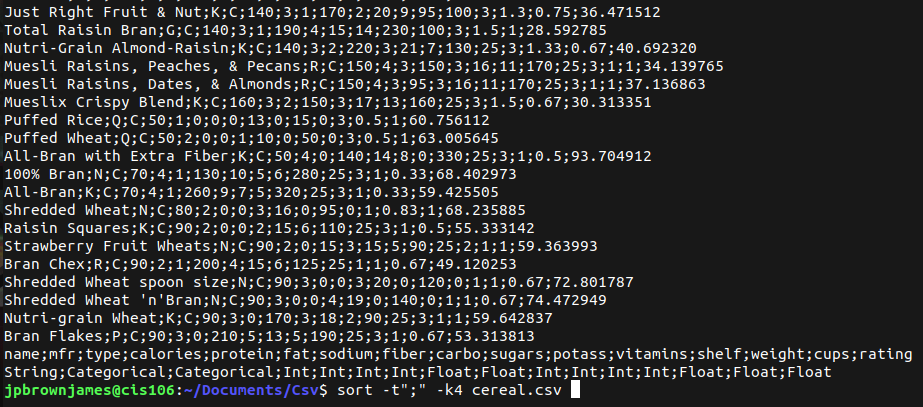 Just Right Fruit & Nut;K;C;140;3;1;170;2;20;9;95;100;3;1.3;0.75;36.471512
Total Raisin Bran;G;C;140;3;1;190;4;15;14;230;100;3;1.5;1;28.592785
Nutri-Grain Almond-Raisin;K;C;140;3;2;220;3;21;7;130;25;3;1.33;0.67;40.692320
Muesli Raisins, Peaches, & Pecans;R;C;150;4;3;150;3;16;11;170;25;3;1;1;34.139765
Muesli Raisins, Dates, & Almonds;R;C;150;4;3;95;3;16;11;170;25;3;1;1;37.136863
Mueslix Crispy Blend;K;C;160;3;2;150;3;17;13;160;25;3;1.5;0.67;30.313351
Puffed Rice;Q;C;50;1;0;0;0;13;0;15;0;3;0.5;1;60.756112
Puffed Wheat;Q;C;50;2;0;0;1;10;0;50;0;3;0.5;1;63.005645
All-Bran with Extra Fiber;K;C;50;4;0;140;14;8;0;330;25;3;1;0.5;93.704912
100% Bran;N;C;70;4;1;130;10;5;6;280;25;3;1;0.33;68.402973
All-Bran;K;C;70;4;1;260;9;7;5;320;25;3;1;0.33;59.425505
Shredded Wheat;N;C;80;2;0;0;3;16;0;95;0;1;0.83;1;68.235885
Raisin Squares;K;C;90;2;0;0;2;15;6;110;25;3;1;0.5;55.333142
Strawberry Fruit Wheats;N;C;90;2;0;15;3;15;5;90;25;2;1;1;59.363993
Bran Chex;R;C;90;2;1;200;4;15;6;125;25;1;1;0.67;49.120253
Shredded Wheat spoon size;N;C;90;3;0;0;3;20;0;120;0;1;1;0.67;72.801787
Shredded Wheat 'n'Bran;N;C;90;3;0;0;4;19;0;140;0;1;1;0.67;74.472949
Nutri-grain Wheat;K;C;90;3;0;170;3;18;2;90;25;3;1;1;59.642837
Bran Flakes;P;C;90;3;0;210;5;13;5;190;25;3;1;0.67;53.313813
name;mfr;type;calories;protein;fat;sodium;fiber;carbo;sugars;potass;vitamins;shelf;weight;cups;rating
String;Categorical;Categorical;Int;Int;Int;Int;Float;Float;Int;Int;Int;Int;Float;Float;Float
jpbrownjames@cis106:~/Documents/Csv$ sort -t";" -k4 cereal.csv